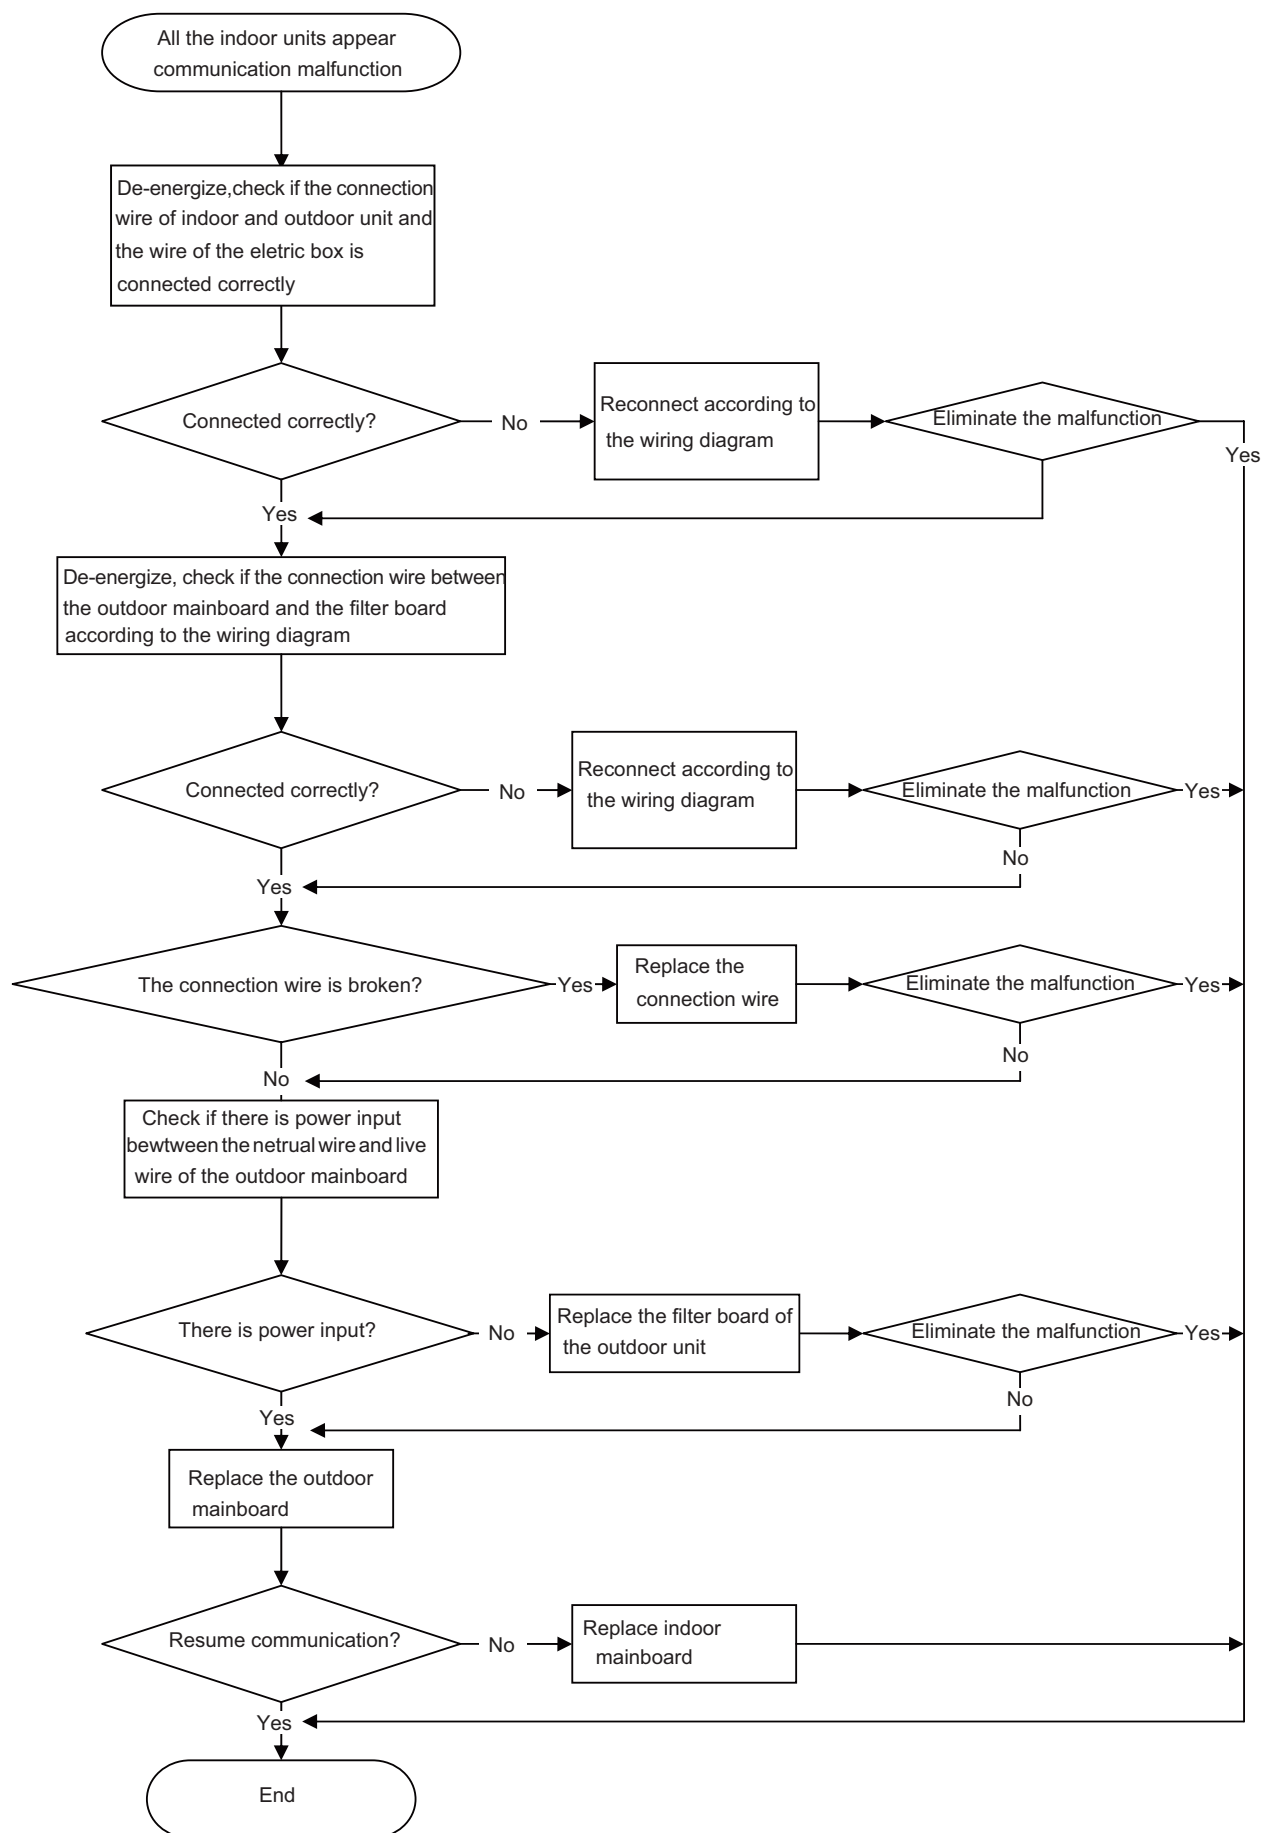 All the indoor units appear
communication malfunction
De-energize,check if the connection
wire of indoor and outdoor unit and
the wire of the eletric box is
connected correctly
Connected correctly?
No
Reconnect according to
the wiring diagram
Eliminate the malfunction
Yes
Yes
De-energize, check if the connection wire between
the outdoor mainboard and the filter board
according to the wiring diagram
Connected correctly?
No
Reconnect according to
the wiring diagram
Eliminate the malfunction
Yes
No
Yes
The connection wire is broken?
Yes
Replace the
connection wire
Eliminate the malfunction
Yes
No
No
Check if there is power input
bewtween the netrual wire and live
wire of the outdoor mainboard
There is power input?
No
Replace the filter board of
the outdoor unit
Eliminate the malfunction
Yes
No
Yes
Replace the outdoor
mainboard
Resume communication?
No
Replace indoor
mainboard
Yes
End